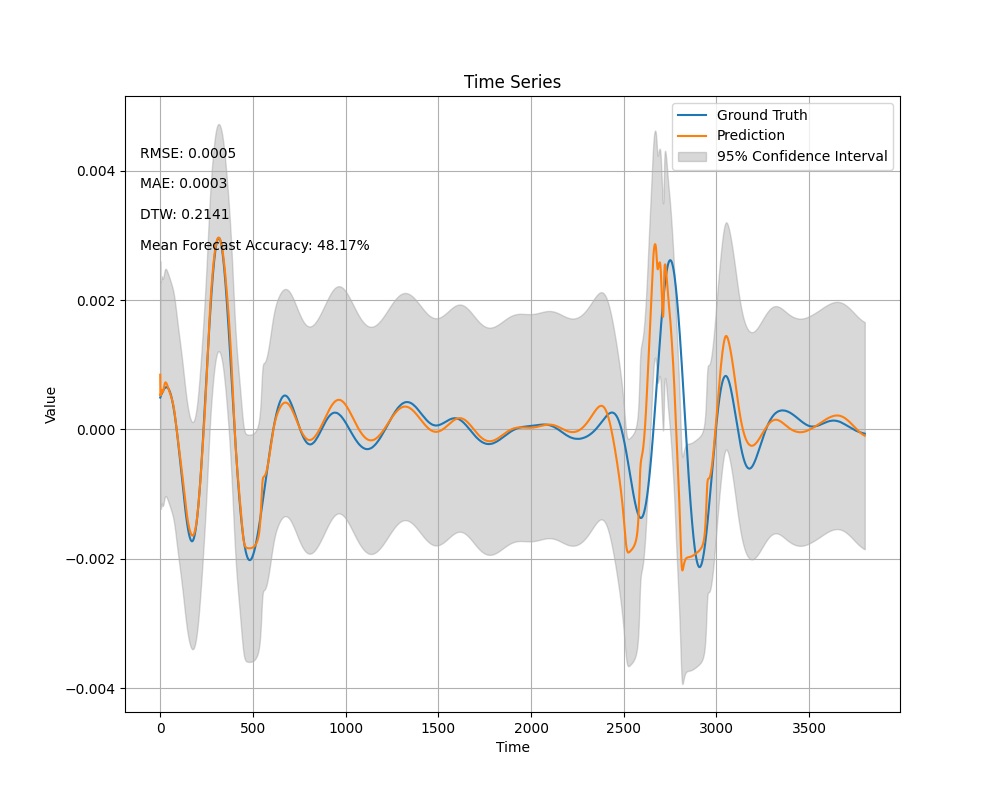 Time Series
Ground Truth
Prediction
95% Confidence Interval
RMSE: 0.0005
MAE: 0.0003
DTW: 0.2141
Mean Forecast Accuracy: 48.17%
Value
0.004
0.002
0.000
−0.002
−0.004
0 500 1000 1500 2000 2500 3000 3500
Time